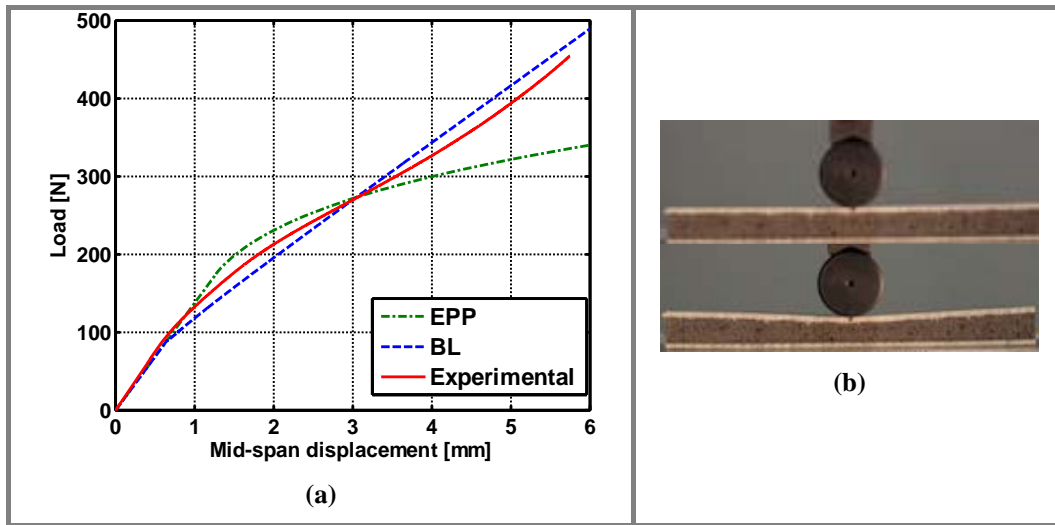 500
400
300
200
100
0
Load [N]
0 1 2 3 4 5 6
Mid-span displacement [mm]
EPP
BL
Experimental
(a)
(b)